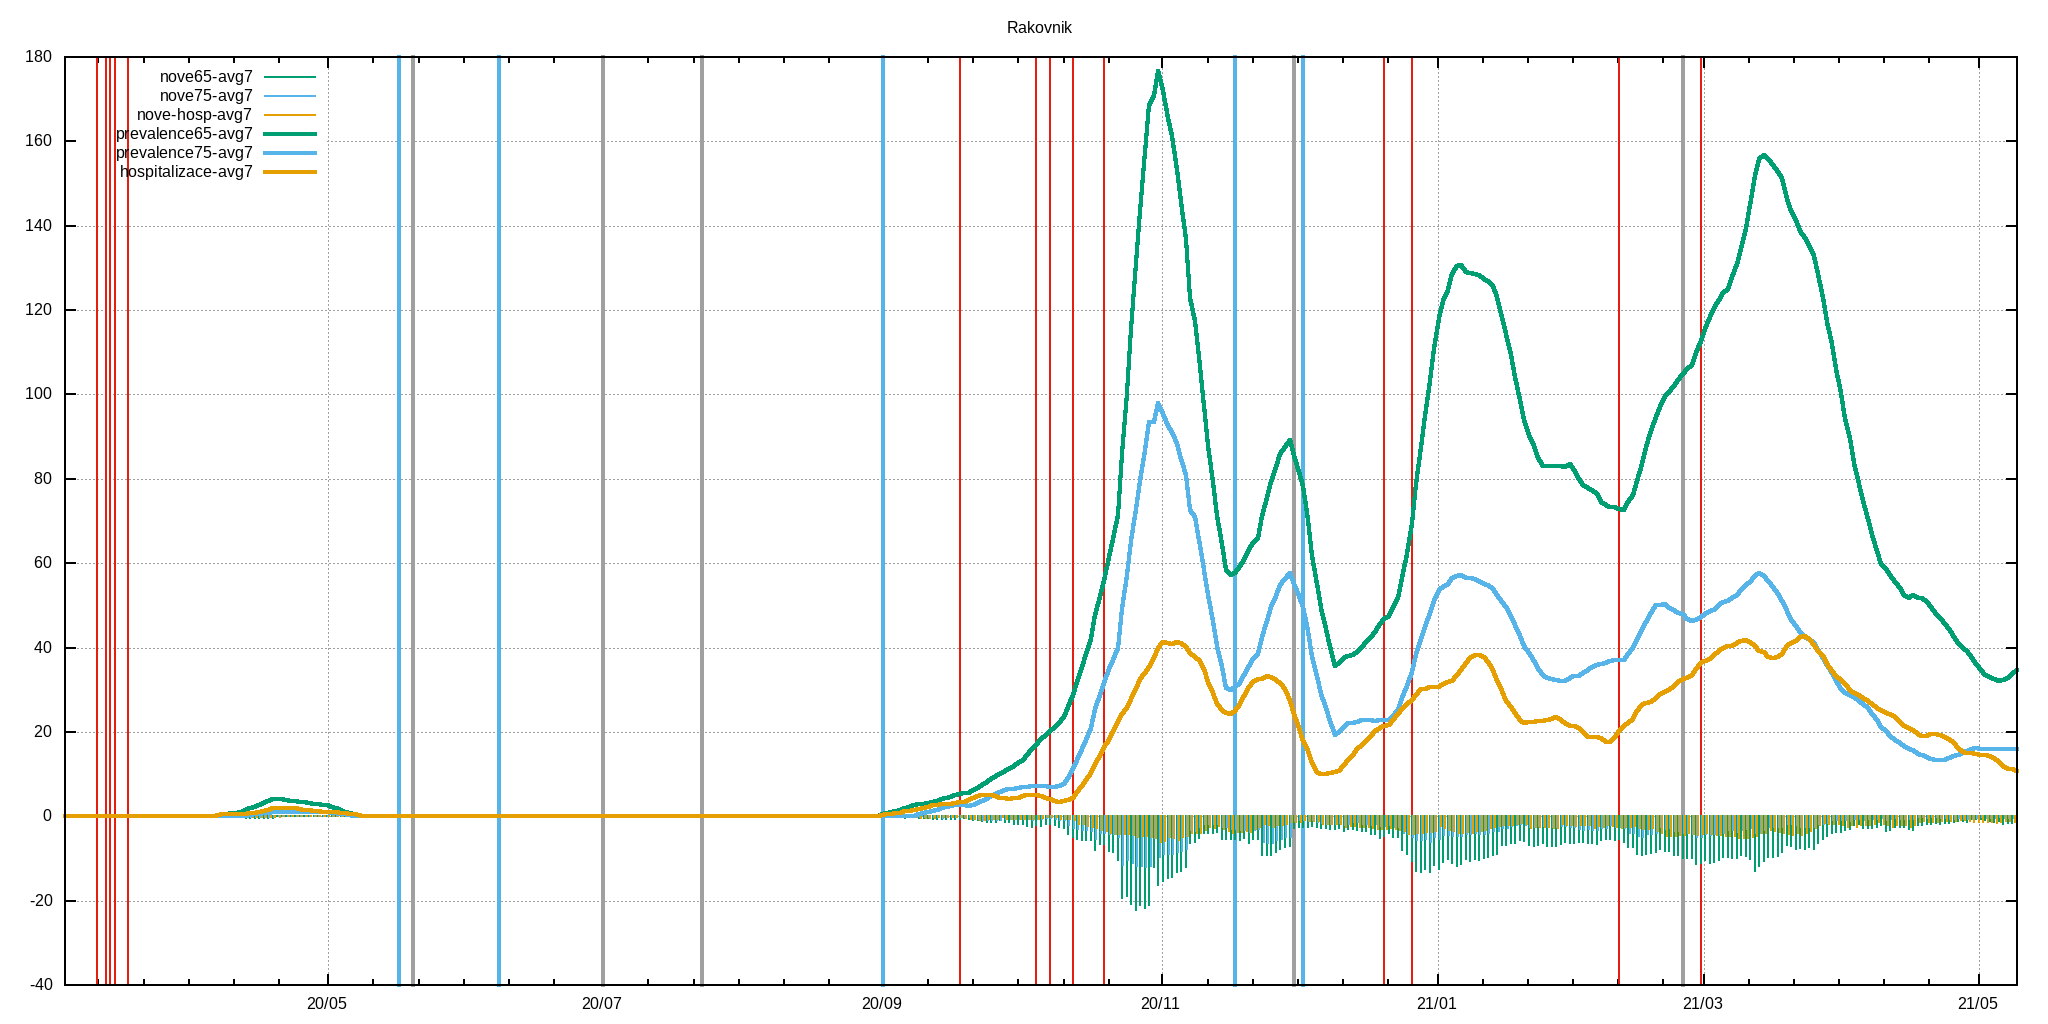 Rakovnik
180
160
140
120
100
80
60
40
20
0
-20
-40
nove65-avg7
nove75-avg7
nove-hosp-avg7
prevalence65-avg7
prevalence75-avg7
hospitalizace-avg7
20/05
20/07
20/09
20/11
21/01
21/03
21/05